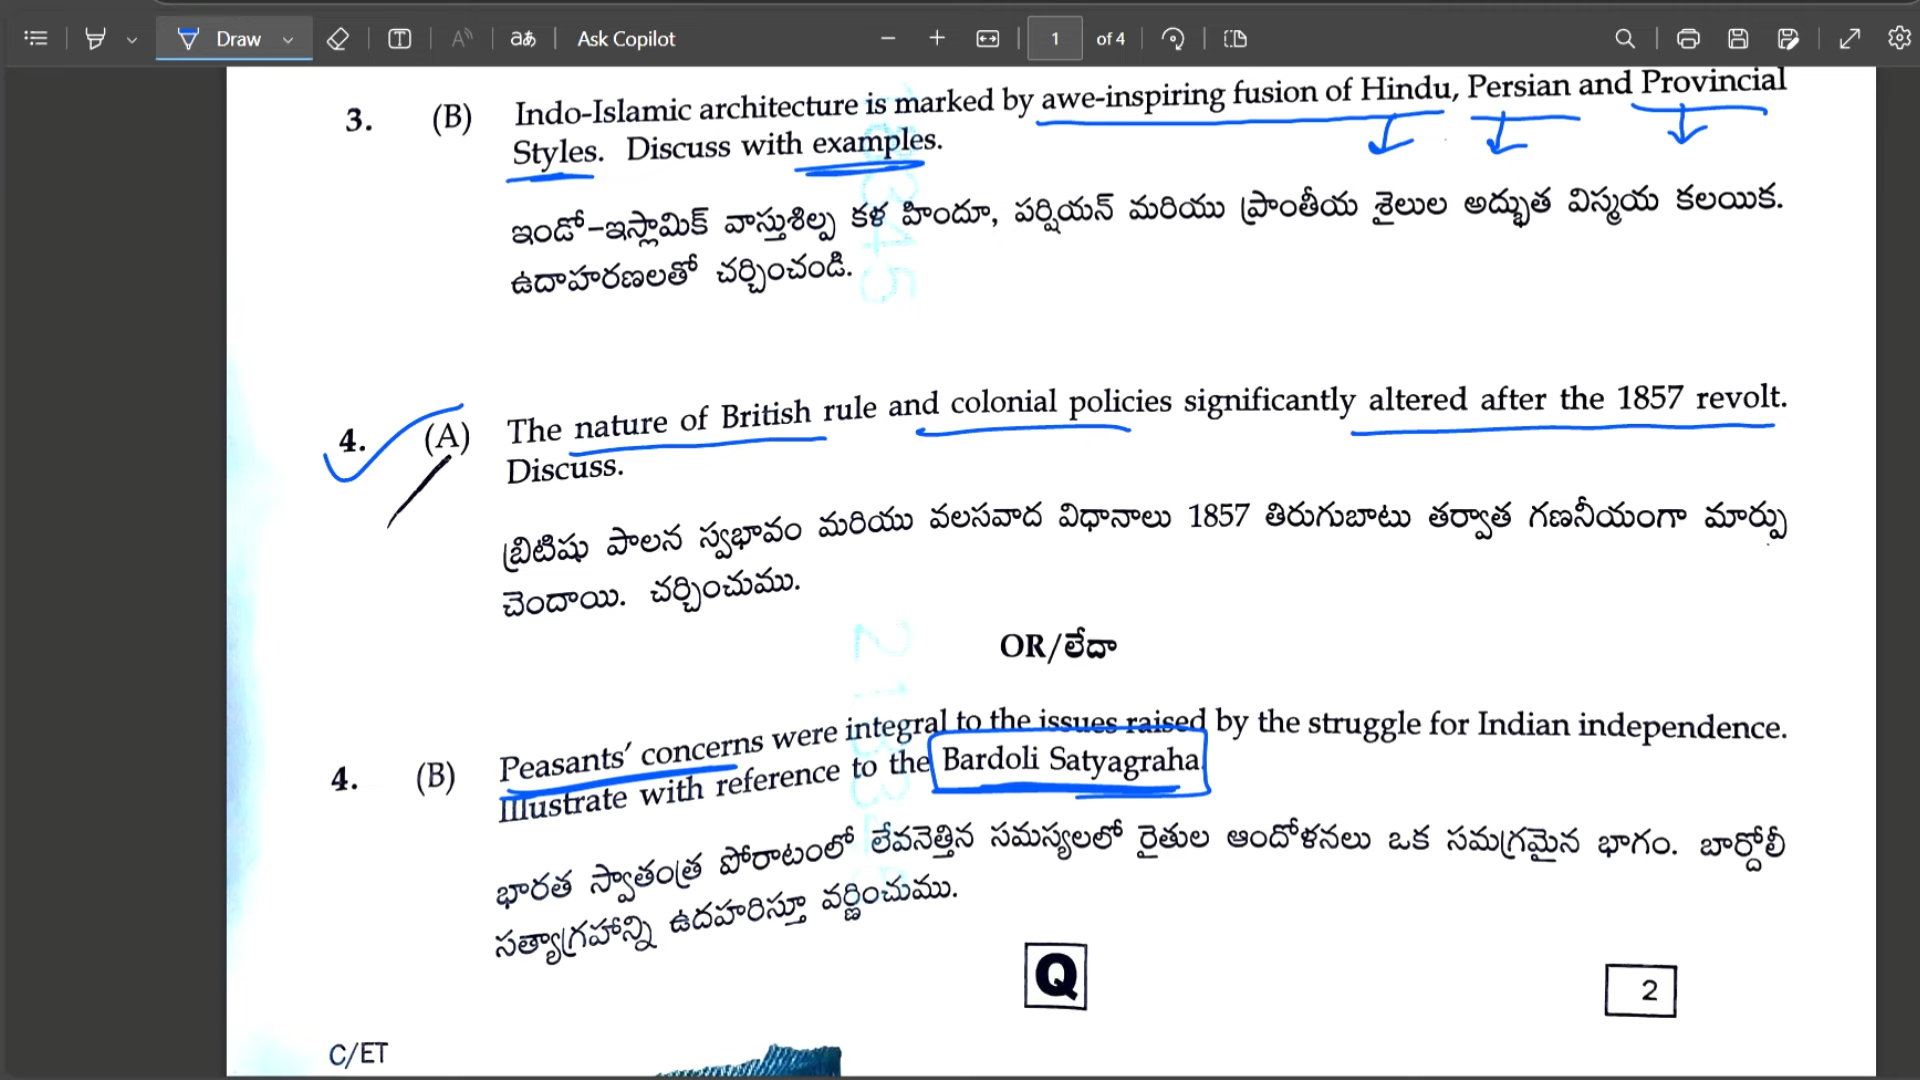 Draw
aあ
Ask Copilot
1
of 4
3. (B) Indo-Islamic architecture is marked by awe-inspiring fusion of Hindu, Persian and Provincial
Styles. Discuss with examples.
ఇండో-ఇస్లామిక్ వాస్తుశిల్ప కళ హిందూ, పర్షియన్ మరియు ప్రాంతీయ శైలుల అద్భుత విస్మయ కలయిక.
ఉదాహరణలతో చర్చించండి.
4. (A) The nature of British rule and colonial policies significantly altered after the 1857 revolt.
Discuss.
బ్రిటిషు పాలన స్వభావం మరియు వలసవాద విధానాలు 1857 తిరుగుబాటు తర్వాత గణనీయంగా మార్పు
చెందాయి. చర్చించుము.
OR/లేదా
4. (B) Peasants' concerns were integral to the issues raised by the struggle for Indian independence.
Illustrate with reference to the Bardoli Satyagraha.
భారత స్వాతంత్ర పోరాటంలో లేవనెత్తిన సమస్యలలో రైతుల ఆందోళనలు ఒక సమగ్రమైన భాగం. బార్డోలీ
సత్యాగ్రహాన్ని ఉదహరిస్తూ వర్ణించుము.
Q
2
C/ET